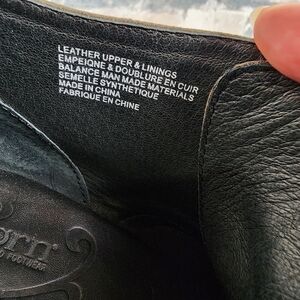 LEATHER UPPER & LININGS
EMPEIGNE & DOUBLURE EN CUIR
BALANCE MAN MADE MATERIALS
SEMELLE SYNTHETIQUE
MADE IN CHINA
FABRIQUE EN CHINE
FOOTWEAR